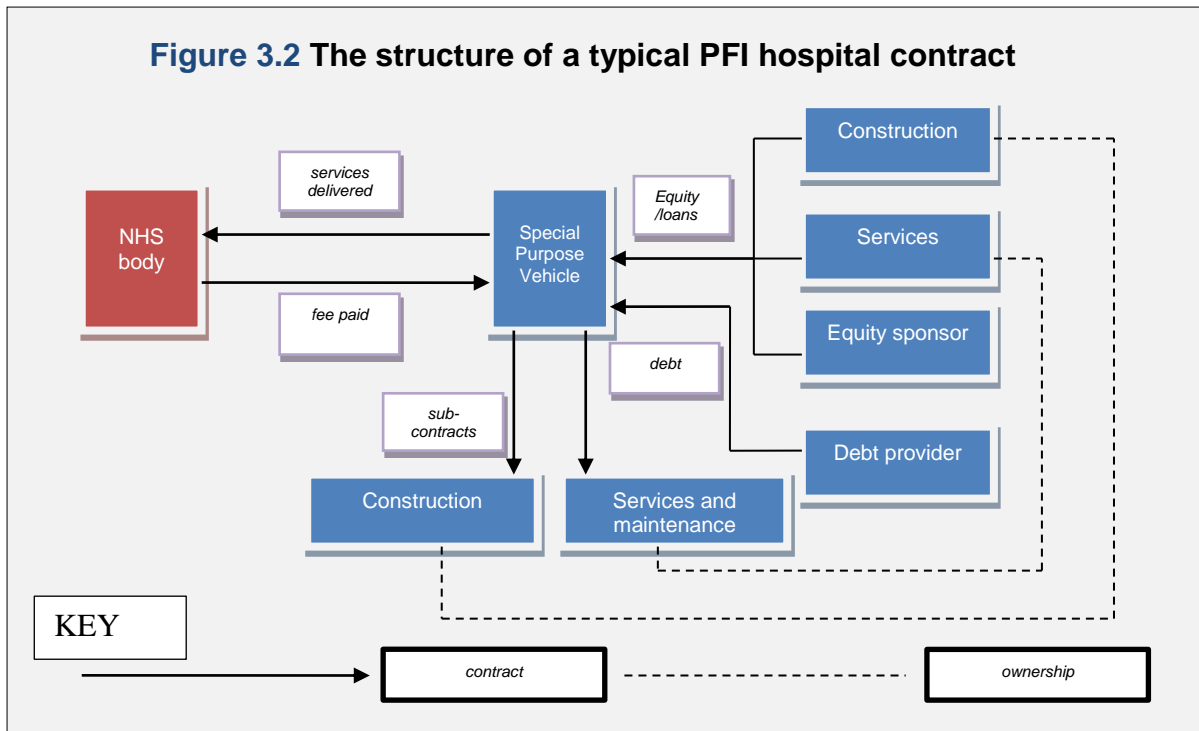 Figure 3.2 The structure of a typical PFI hospital contract
Construction
services
delivered
Equity
/loans
NHS
body
Special
Purpose
Vehicle
Services
fee paid
Equity sponsor
debt
sub-
contracts
Debt provider
Construction
Services and
maintenance
KEY
contract
ownership